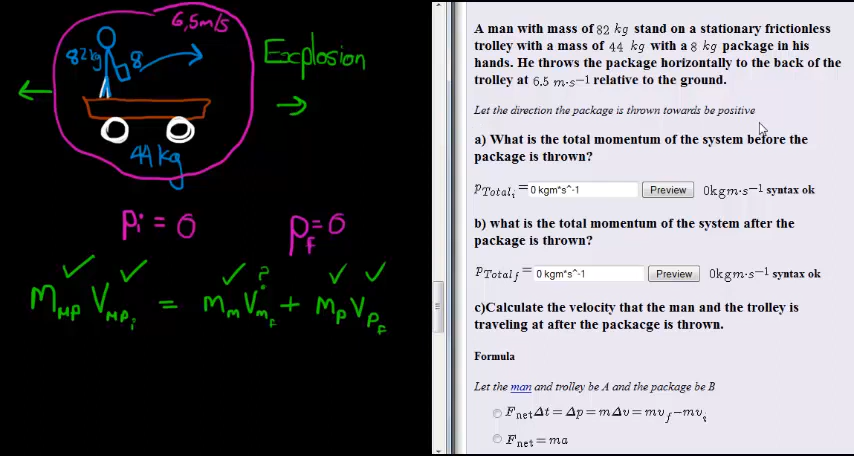 6,5m/s
82kg
8
Explosion
44kg
Pi = 0
PF = 0
✓ ✓ ✓ ? ✓ ✓
mMP VMPi = mm VmF + mP VPF
A man with mass of 82 kg stand on a stationary frictionless
trolley with a mass of 44 kg with a 8 kg package in his
hands. He throws the package horizontally to the back of the
trolley at 6.5 m·s−1 relative to the ground.
Let the direction the package is thrown towards be positive
a) What is the total momentum of the system before the
package is thrown?
pTotali = 0 kgm*s^-1 Preview 0kgm·s−1 syntax ok
b) what is the total momentum of the system after the
package is thrown?
pTotalf = 0 kgm*s^-1 Preview 0kgm·s−1 syntax ok
c)Calculate the velocity that the man and the trolley is
traveling at after the packacge is thrown.
Formula
Let the man and trolley be A and the package be B
FnetΔt = Δp = mΔv = mvf−mvi
Fnet = ma